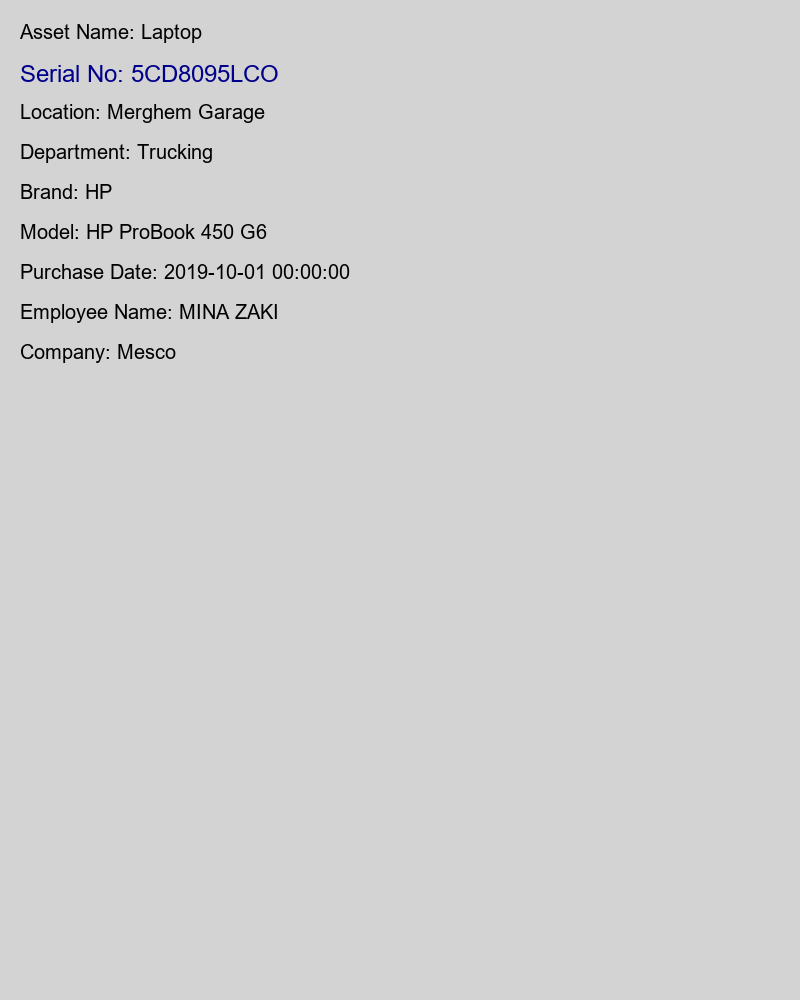 Asset Name: Laptop
Serial No: 5CD8095LCO
Location: Merghem Garage
Department: Trucking
Brand: HP
Model: HP ProBook 450 G6
Purchase Date: 2019-10-01 00:00:00
Employee Name: MINA ZAKI
Company: Mesco